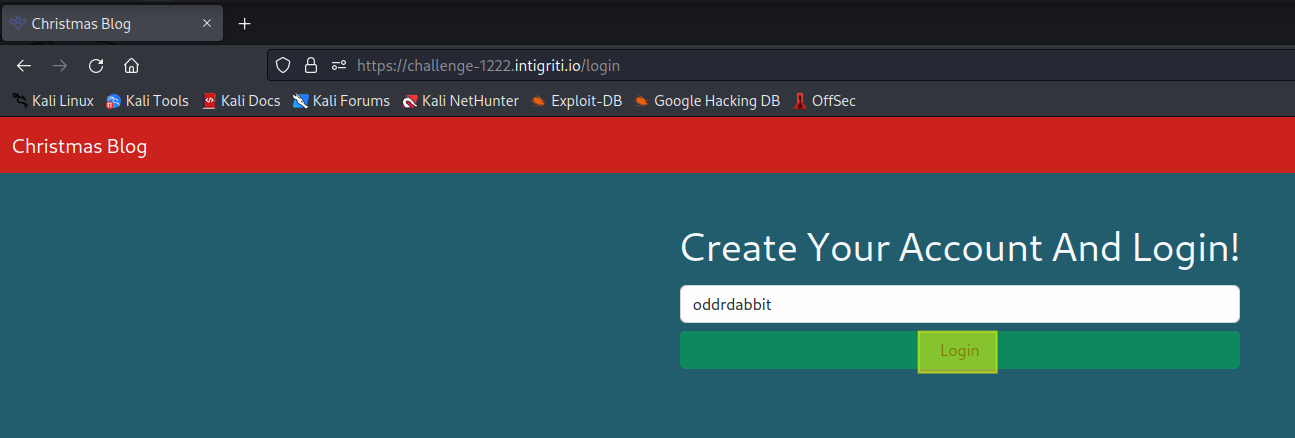 Christmas Blog
https://challenge-1222.intigriti.io/login
Kali Linux Kali Tools Kali Docs Kali Forums Kali NetHunter Exploit-DB Google Hacking DB OffSec
Christmas Blog
Create Your Account And Login!
oddrdabbit
Login